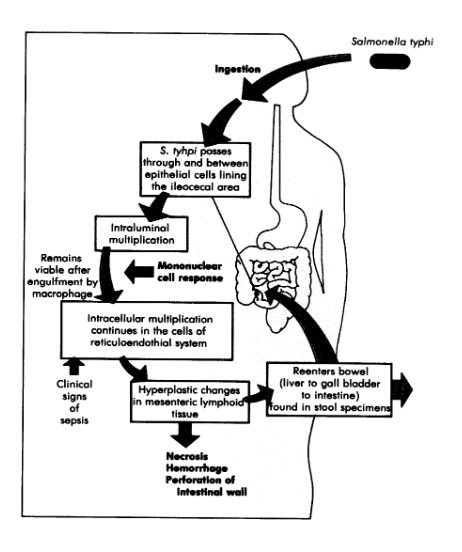 Salmonella typhi
Ingestion
S. tyhpi passes
through and between
epithelial cells lining
the ileocecal area
Intraluminal
multiplication
Remains
viable after
engulfment by
macrophage
Mononuclear
cell response
Intracellular multiplication
continues in the cells of
reticuloendothial system
Clinical
signs
of
sepsis
Hyperplastic changes
in mesenteric lymphoid
tissue
Reenters bowel
(liver to gall bladder
to intestine)
found in stool specimens
Necrosis
Hemorrhage
Perforation of
intestinal wall